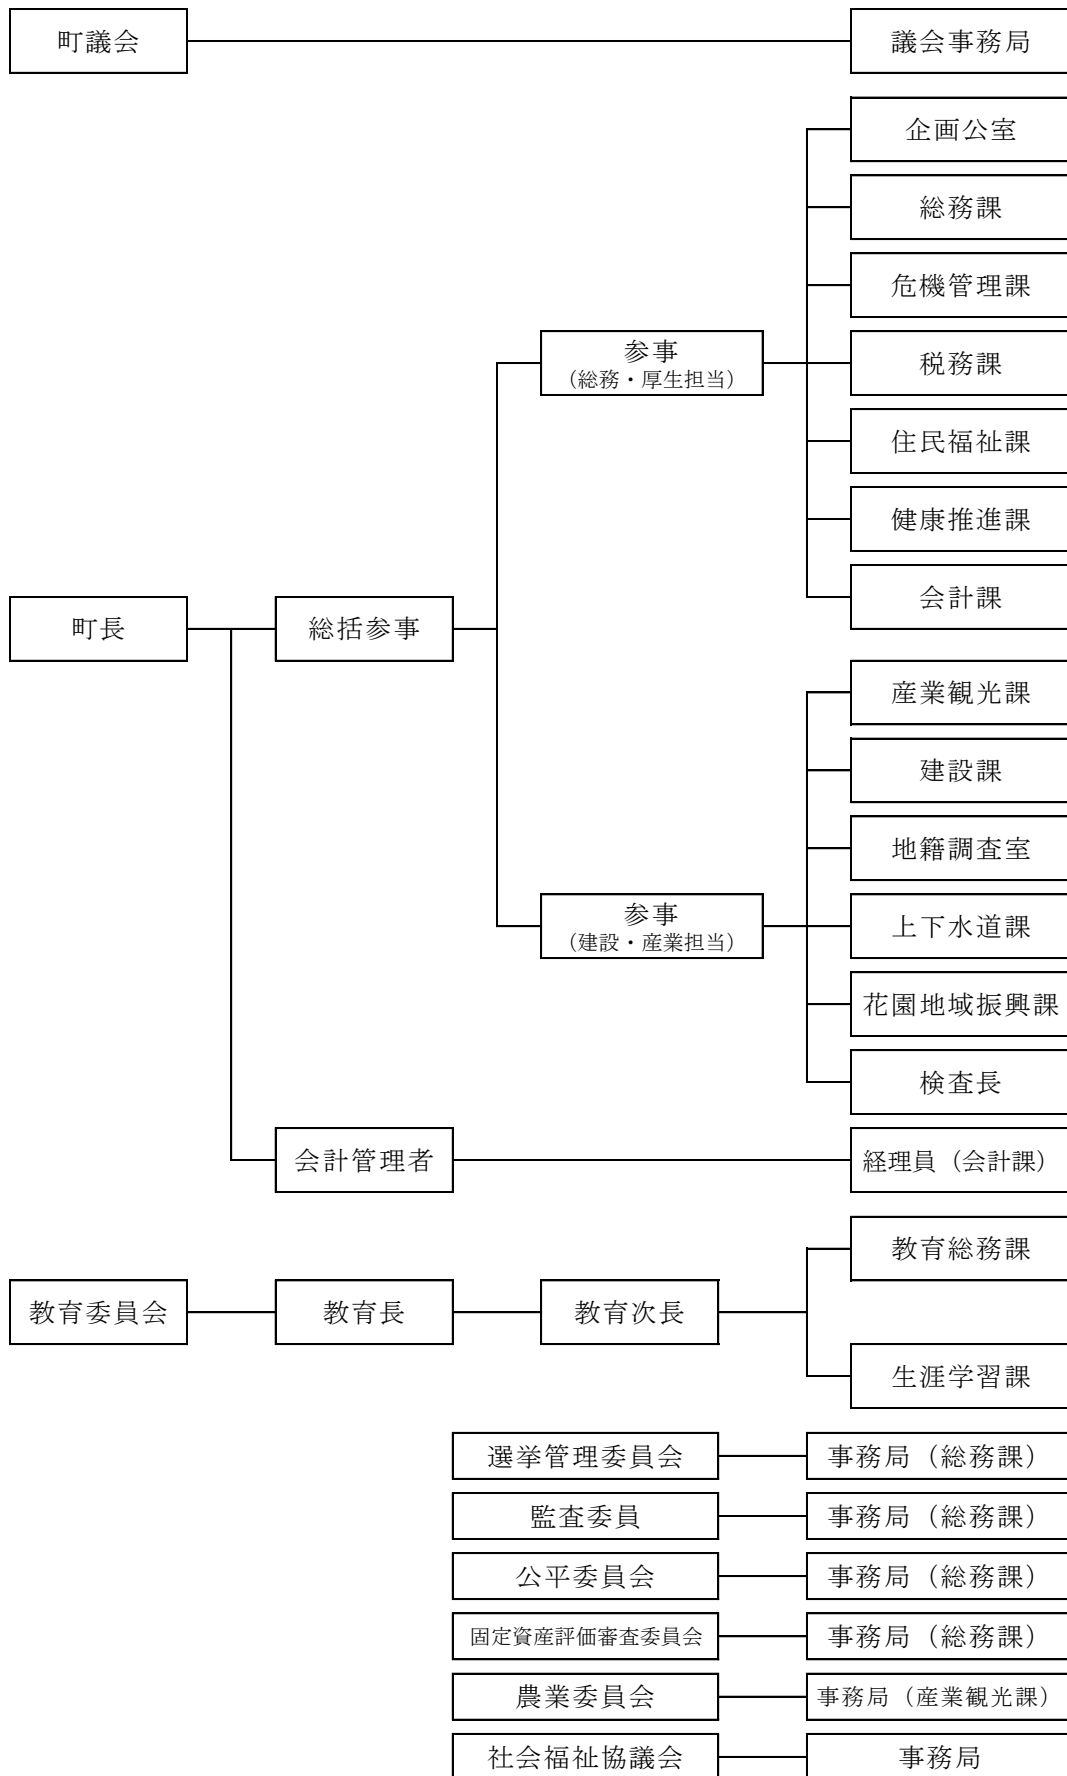 町議会
議会事務局
企画公室
総務課
危機管理課
参事
（総務・厚生担当）
税務課
住民福祉課
健康推進課
会計課
町長
総括参事
産業観光課
建設課
地籍調査室
参事
（建設・産業担当）
上下水道課
花園地域振興課
検査長
会計管理者
経理員（会計課）
教育総務課
教育委員会
教育長
教育次長
生涯学習課
選挙管理委員会
事務局（総務課）
監査委員
事務局（総務課）
公平委員会
事務局（総務課）
固定資産評価審査委員会
事務局（総務課）
農業委員会
事務局（産業観光課）
社会福祉協議会
事務局